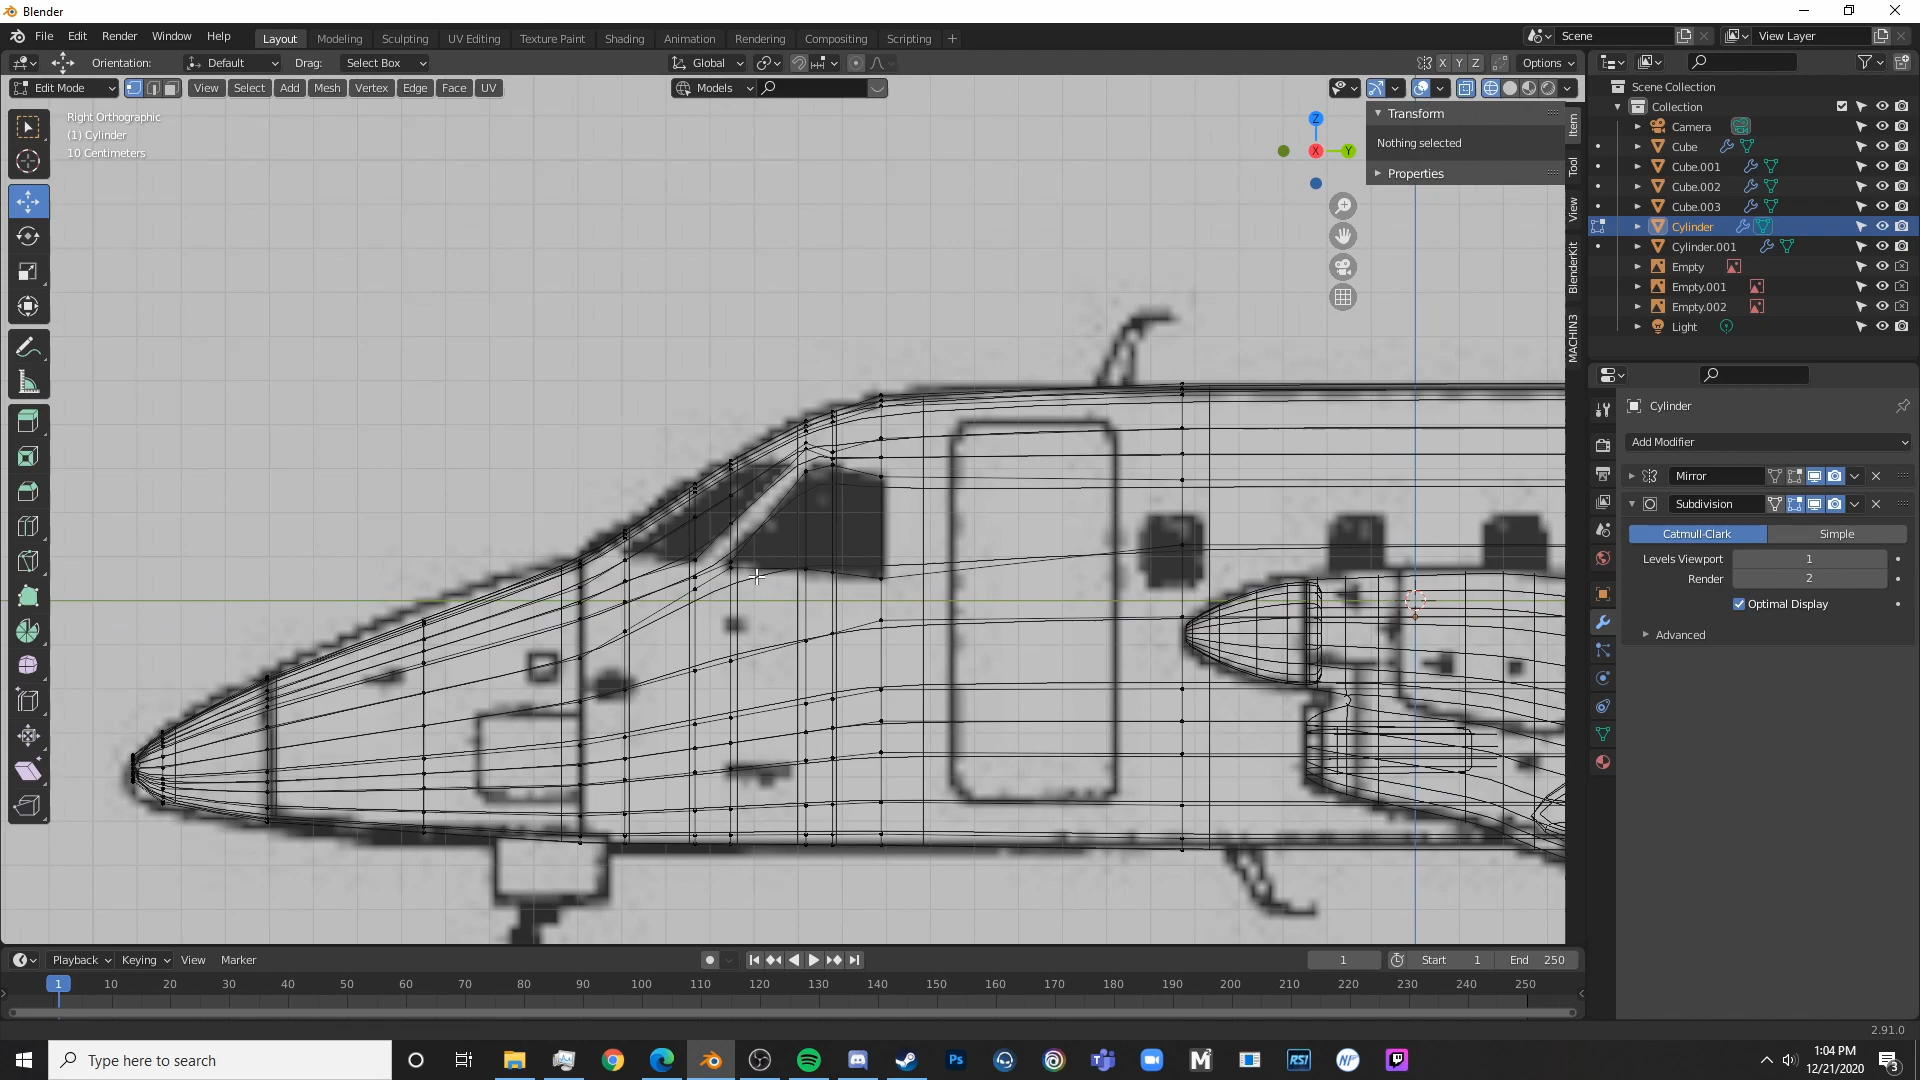 Blender
File Edit Render Window Help
Layout Modeling Sculpting UV Editing Texture Paint Shading Animation Rendering Compositing Scripting +
Scene
View Layer
Orientation: Default Drag: Select Box
Global
X Y Z Options
Edit Mode View Select Add Mesh Vertex Edge Face UV
Models
Right Orthographic
(1) Cylinder
10 Centimeters
Z
X
Y
Transform
Nothing selected
Properties
Item
Tool
View
BlenderKit
MACHIN3
Scene Collection
Collection
Camera
Cube
Cube.001
Cube.002
Cube.003
Cylinder
Cylinder.001
Empty
Empty.001
Empty.002
Light
Cylinder
Add Modifier
Mirror
Subdivision
Catmull-Clark Simple
Levels Viewport 1
Render 2
Optimal Display
Advanced
Playback Keying View Marker
1 Start 1 End 250
1 10 20 30 40 50 60 70 80 90 100 110 120 130 140 150 160 170 180 190 200 210 220 230 240 250
2.91.0
Type here to search
Ps
RSI
NP
1:04 PM
12/21/2020
3